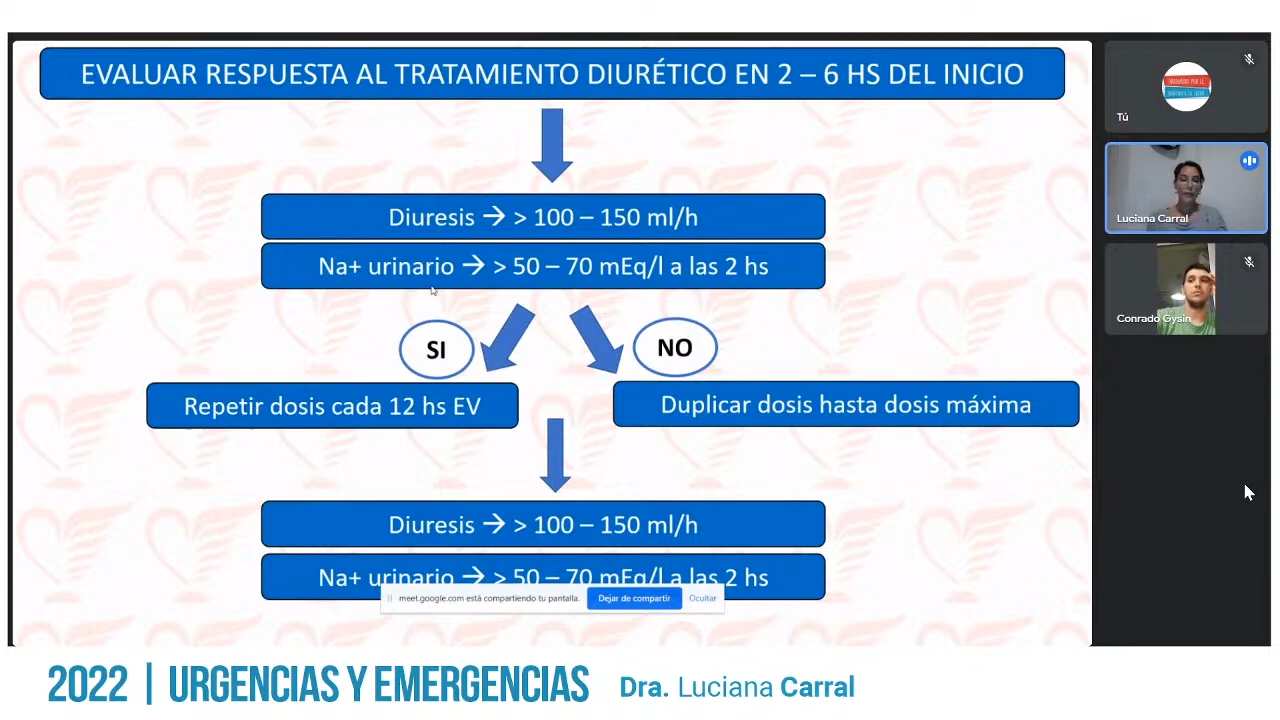 EVALUAR RESPUESTA AL TRATAMIENTO DIURÉTICO EN 2 – 6 HS DEL INICIO
Diuresis → > 100 – 150 ml/h
Na+ urinario → > 50 – 70 mEq/l a las 2 hs
SI
NO
Repetir dosis cada 12 hs EV
Duplicar dosis hasta dosis máxima
Diuresis → > 100 – 150 ml/h
Na+ urinario → > 50 – 70 mEq/l a las 2 hs
meet.google.com está compartiendo tu pantalla.
Dejar de compartir
Ocultar
Tú
Luciana Carral
Conrado Gysin
2022 | URGENCIAS Y EMERGENCIAS
Dra. Luciana Carral